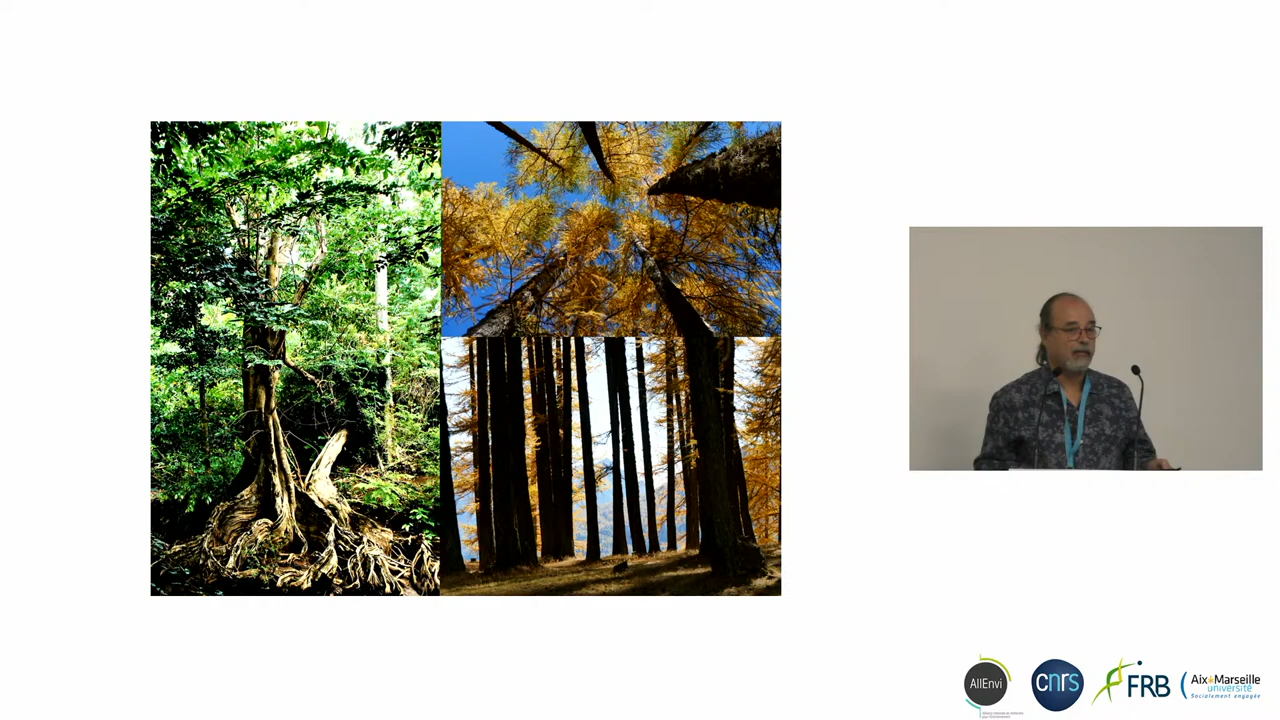 AllEnvi
cnrs
FRB
Aix Marseille
université
Socialement engagée